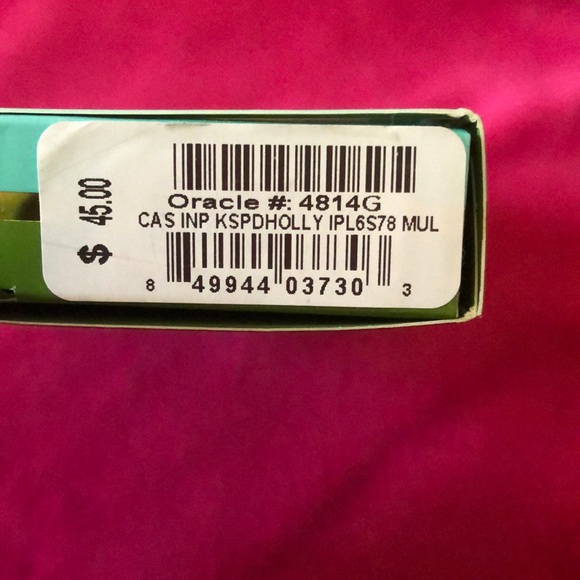 $ 45.00
Oracle #: 4814G
CAS INP KSPDHOLLY IPL6S78 MUL
8 49944 03730 3